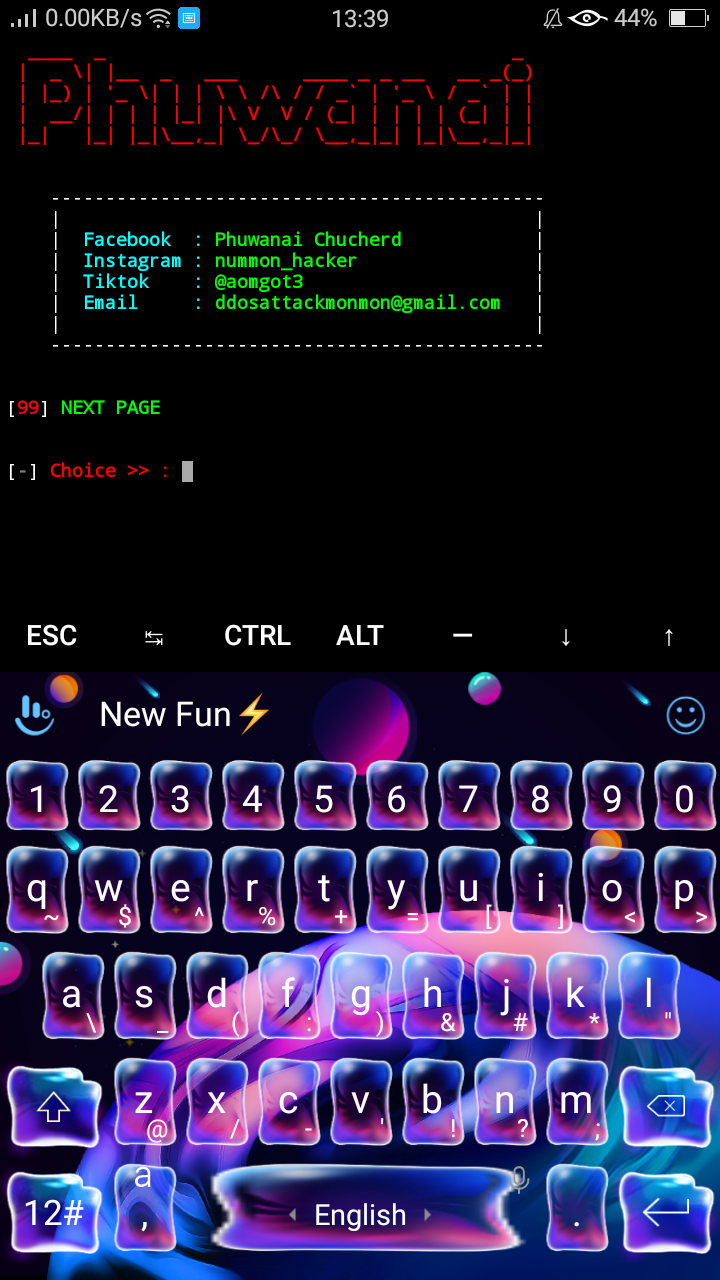 0.00KB/s 13:39 44%
Phuwanai
Facebook : Phuwanai Chucherd
Instagram : nummon_hacker
Tiktok : @aomgot3
Email : ddosattackmonmon@gmail.com
[99] NEXT PAGE
[-] Choice >> :
ESC ↹ CTRL ALT — ↓ ↑
New Fun⚡
1 2 3 4 5 6 7 8 9 0
q w e r t y u i o p
~ $ ^ % + = [ ] < >
a s d f g h j k l
\ _ ( : ) & # * "
z x c v b n m
@ / - ' ! ? ;
12# a , English .